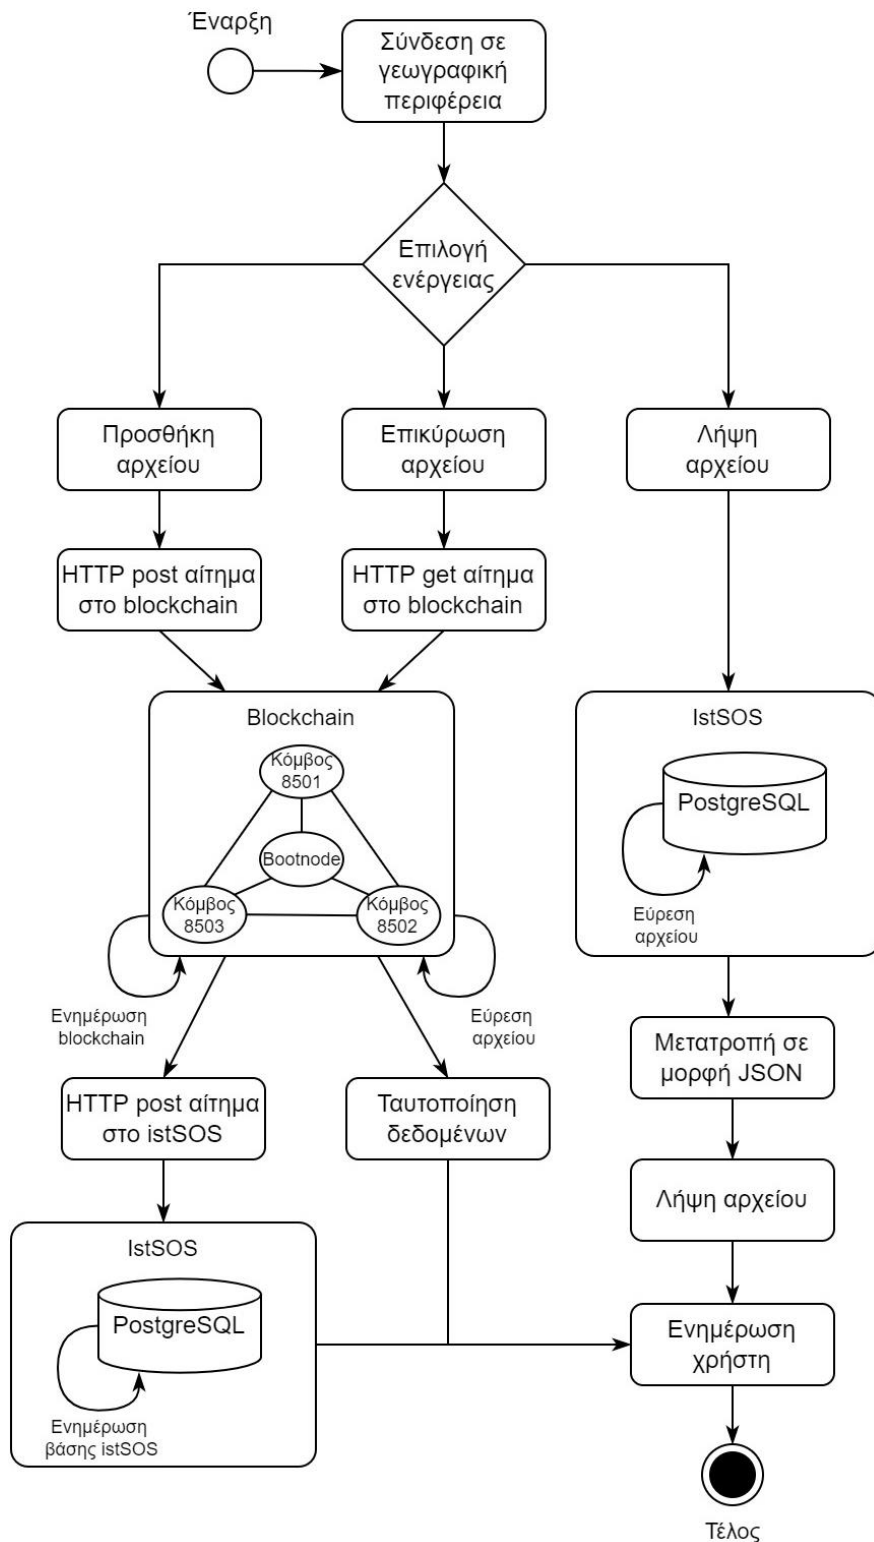 Έναρξη
Σύνδεση σε
γεωγραφική
περιφέρεια
Επιλογή
ενέργειας
Προσθήκη
αρχείου
Επικύρωση
αρχείου
Λήψη
αρχείου
HTTP post αίτημα
στο blockchain
HTTP get αίτημα
στο blockchain
Blockchain
Κόμβος
8501
Bootnode
Κόμβος
8503
Κόμβος
8502
Ενημέρωση
blockchain
Εύρεση
αρχείου
IstSOS
PostgreSQL
Εύρεση
αρχείου
HTTP post αίτημα
στο istSOS
Ταυτοποίηση
δεδομένων
Μετατροπή σε
μορφή JSON
Λήψη αρχείου
IstSOS
PostgreSQL
Ενημέρωση
βάσης istSOS
Ενημέρωση
χρήστη
Τέλος